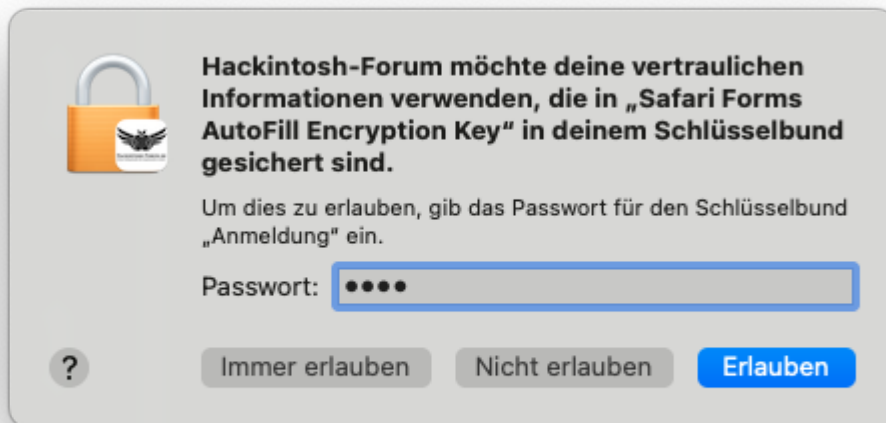 Hackintosh-Forum möchte deine vertraulichen
Informationen verwenden, die in „Safari Forms
AutoFill Encryption Key“ in deinem Schlüsselbund
gesichert sind.
Um dies zu erlauben, gib das Passwort für den Schlüsselbund
„Anmeldung“ ein.
Passwort: ••••
? Immer erlauben Nicht erlauben Erlauben